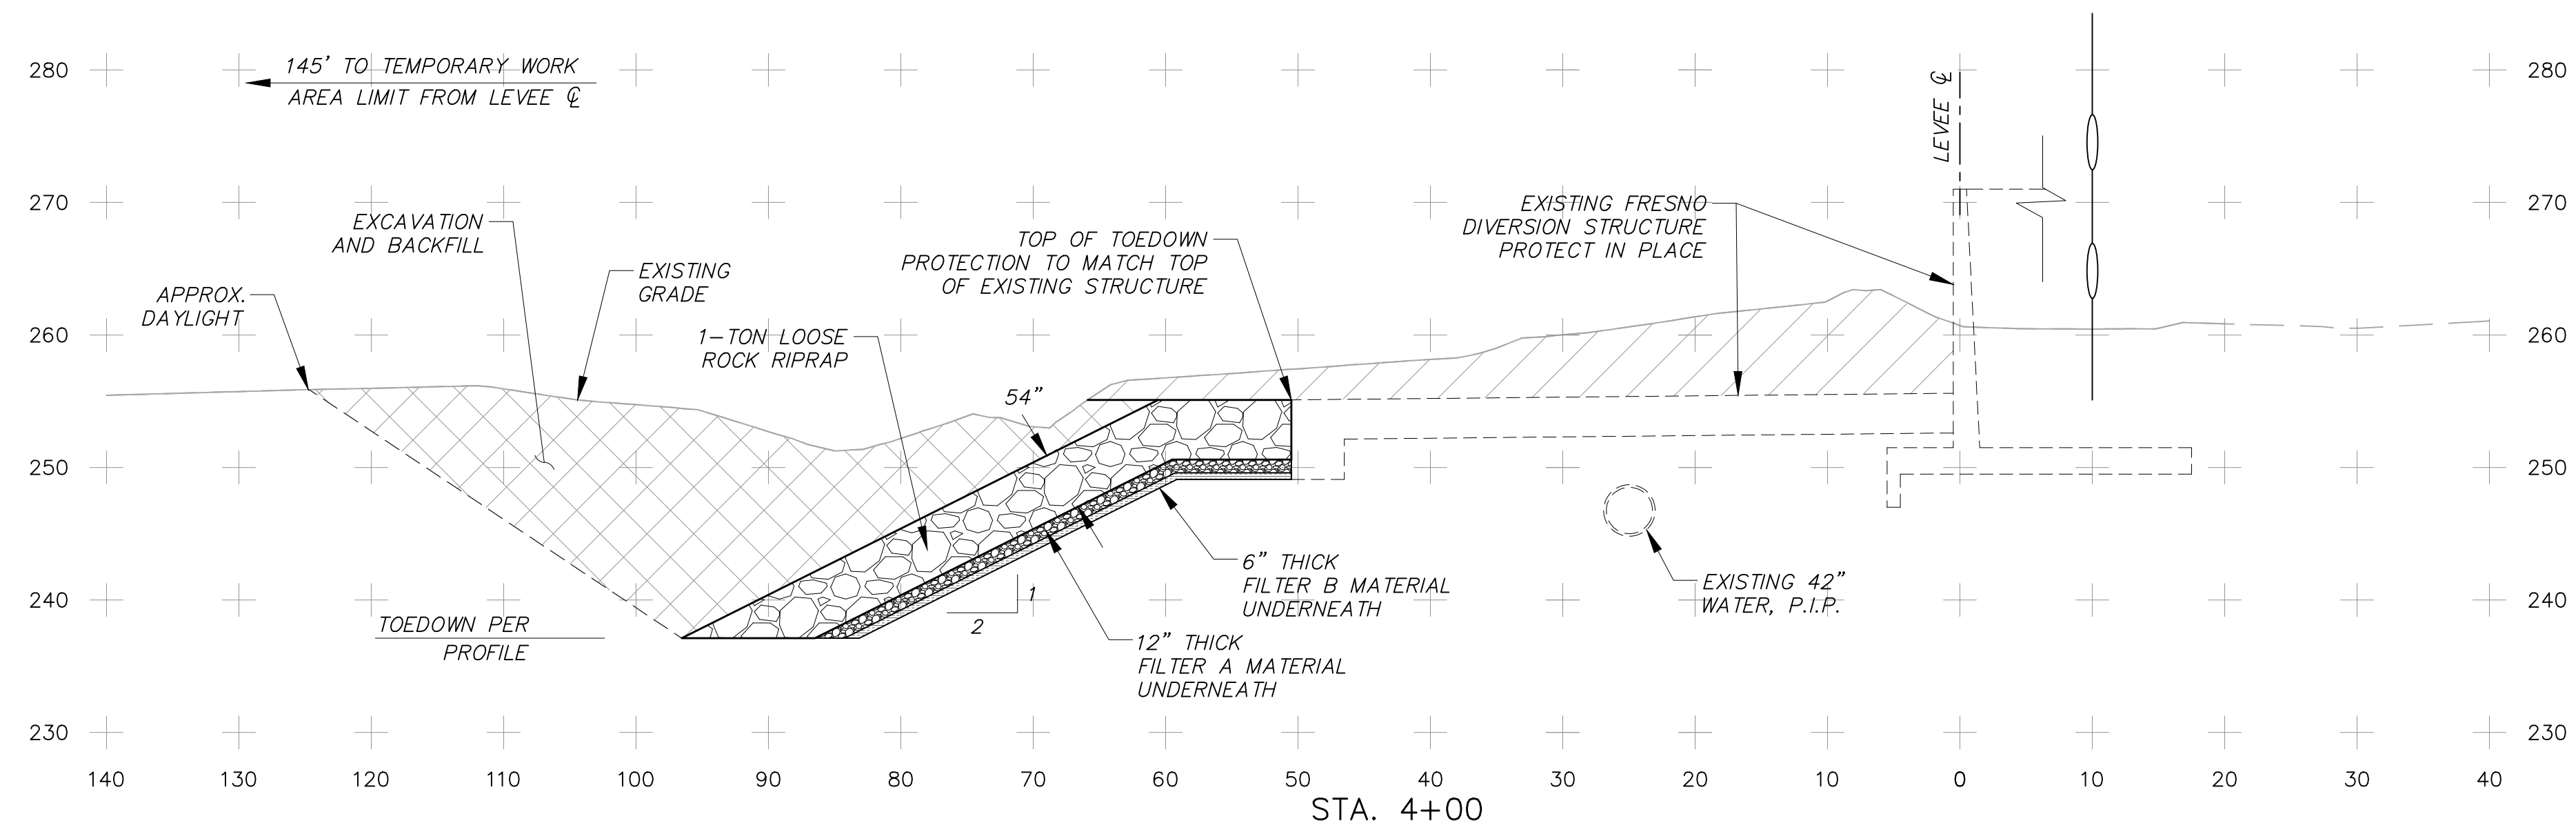 280
145' TO TEMPORARY WORK
AREA LIMIT FROM LEVEE ℄
LEVEE ℄
280
270
EXCAVATION
AND BACKFILL
TOP OF TOEDOWN
PROTECTION TO MATCH TOP
OF EXISTING STRUCTURE
EXISTING FRESNO
DIVERSION STRUCTURE
PROTECT IN PLACE
270
EXISTING
GRADE
APPROX.
DAYLIGHT
260
1-TON LOOSE
ROCK RIPRAP
260
54"
250
250
6" THICK
FILTER B MATERIAL
UNDERNEATH
EXISTING 42"
WATER, P.I.P.
240
1
2
240
TOEDOWN PER
PROFILE
12" THICK
FILTER A MATERIAL
UNDERNEATH
230
230
140 130 120 110 100 90 80 70 60 50 40 30 20 10 0 10 20 30 40
STA. 4+00